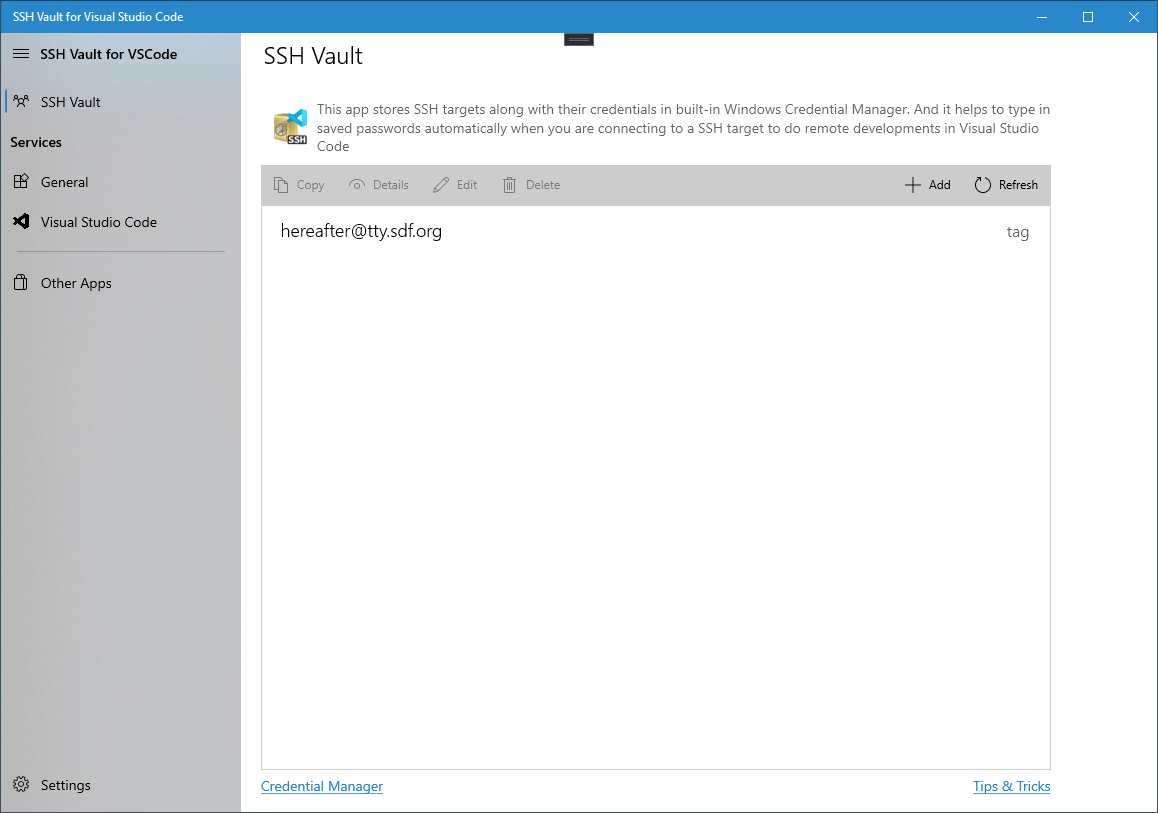 SSH Vault for Visual Studio Code
SSH Vault for VSCode
SSH Vault
Services
General
Visual Studio Code
Other Apps
Settings
SSH Vault
This app stores SSH targets along with their credentials in built-in Windows Credential Manager. And it helps to type in
saved passwords automatically when you are connecting to a SSH target to do remote developments in Visual Studio
Code
SSH
Copy Details Edit Delete Add Refresh
hereafter@tty.sdf.org tag
Credential Manager Tips & Tricks